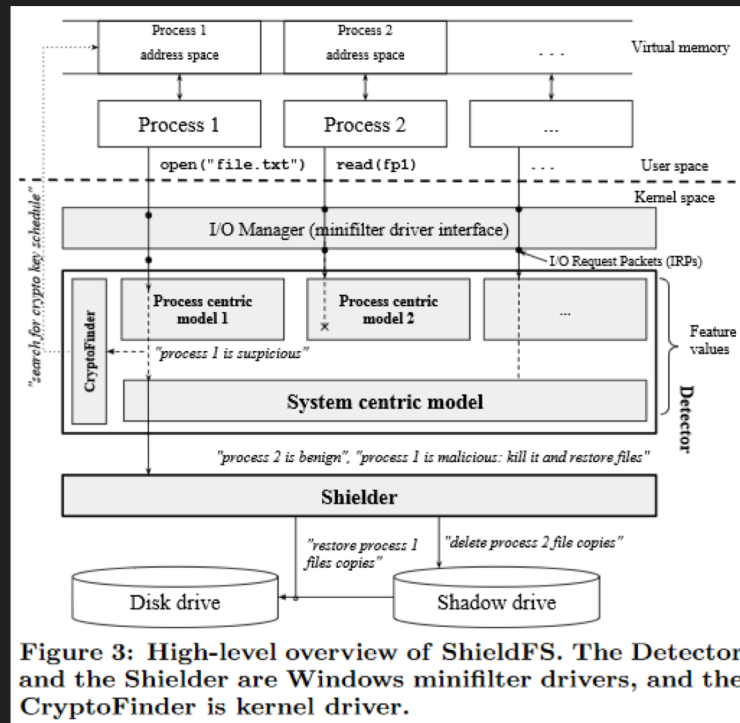 Process 1
address space
Process 2
address space
. . .
Virtual memory
Process 1
Process 2
...
open("file.txt")
read(fp1)
. . .
User space
Kernel space
I/O Manager (minifilter driver interface)
I/O Request Packets (IRPs)
"search for crypto key schedule"
CryptoFinder
Process centric
model 1
Process centric
model 2
...
Feature
values
"process 1 is suspicious"
System centric model
Detector
"process 2 is benign", "process 1 is malicious: kill it and restore files"
Shielder
"restore process 1
files copies"
"delete process 2 file copies"
Disk drive
Shadow drive
Figure 3: High-level overview of ShieldFS. The Detector
and the Shielder are Windows minifilter drivers, and the
CryptoFinder is kernel driver.